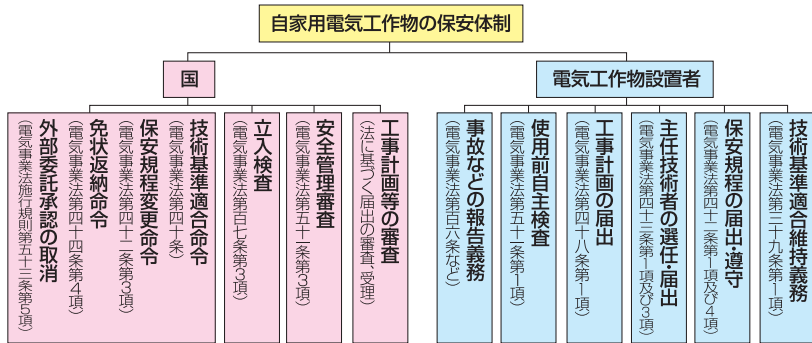 自家用電気工作物の保安体制
国
電気工作物設置者
技術基準適合維持義務
(電気事業法第三十九条第1項)
保安規程の届出・遵守
(電気事業法第四十二条第1項及び4項)
主任技術者の選任・届出
(電気事業法第四十三条第1項及び3項)
工事計画の届出
(電気事業法第四十八条第1項)
使用前自主検査
(電気事業法第五十一条第1項)
事故などの報告義務
(電気事業法第百六条など)
工事計画等の審査
(法に基づく届出の審査、受理)
安全管理審査
(電気事業法第五十一条第3項)
立入検査
(電気事業法第百七条第3項)
技術基準適合命令
(電気事業法第四十条)
保安規程変更命令
(電気事業法第四十二条第3項)
免状返納命令
(電気事業法第四十四条第4項)
外部委託承認の取消
(電気事業法施行規則第五十三条第5項)